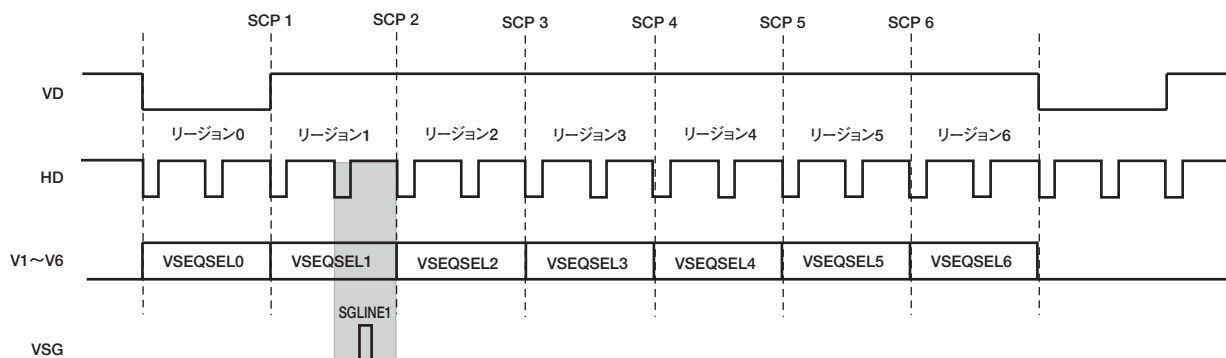 SCP 1 SCP 2 SCP 3 SCP 4 SCP 5 SCP 6
VD
リージョン0 リージョン1 リージョン2 リージョン3 リージョン4 リージョン5 リージョン6
HD
V1～V6 VSEQSEL0 VSEQSEL1 VSEQSEL2 VSEQSEL3 VSEQSEL4 VSEQSEL5 VSEQSEL6
SGLINE1
VSG